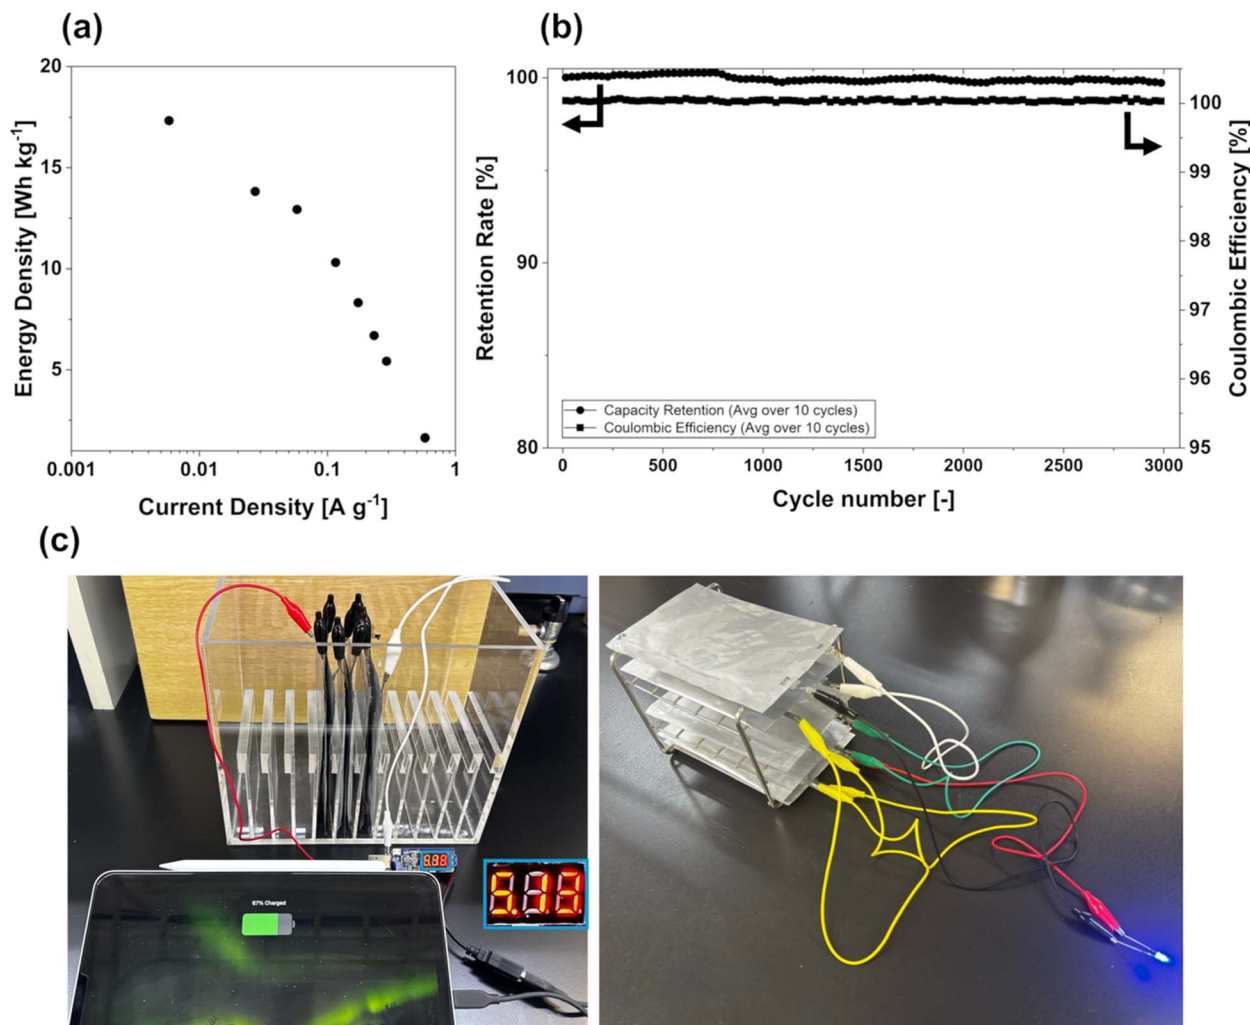 (a)
20
15
10
5
Energy Density [Wh kg-1]
0.001 0.01 0.1 1
Current Density [A g-1]
(b)
100
90
80
Retention Rate [%]
100
99
98
97
96
95
Coulombic Efficiency [%]
Capacity Retention (Avg over 10 cycles)
Coulombic Efficiency (Avg over 10 cycles)
0 500 1000 1500 2000 2500 3000
Cycle number [-]
(c)
67% Charged